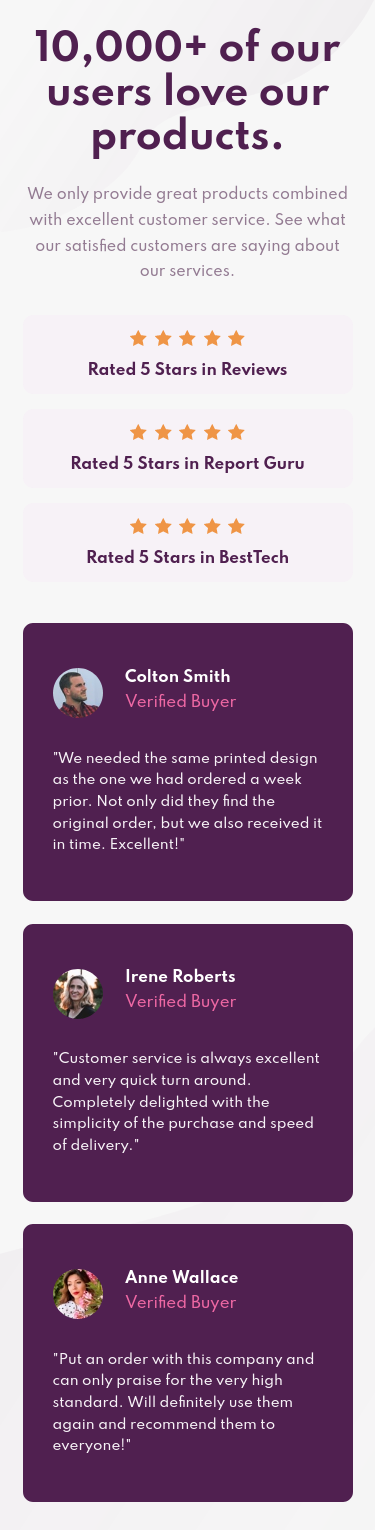 10,000+ of our
users love our
products.
We only provide great products combined
with excellent customer service. See what
our satisfied customers are saying about
our services.
Rated 5 Stars in Reviews
Rated 5 Stars in Report Guru
Rated 5 Stars in BestTech
Colton Smith
Verified Buyer
"We needed the same printed design
as the one we had ordered a week
prior. Not only did they find the
original order, but we also received it
in time. Excellent!"
Irene Roberts
Verified Buyer
"Customer service is always excellent
and very quick turn around.
Completely delighted with the
simplicity of the purchase and speed
of delivery."
Anne Wallace
Verified Buyer
"Put an order with this company and
can only praise for the very high
standard. Will definitely use them
again and recommend them to
everyone!"